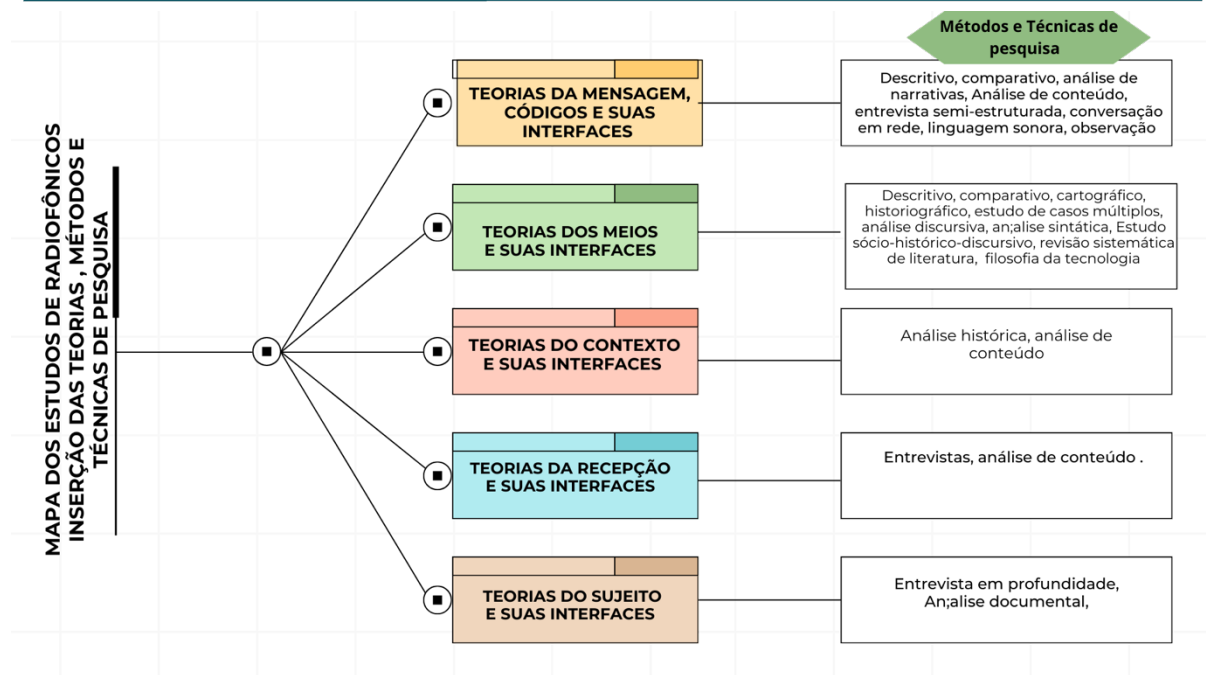 MAPA DOS ESTUDOS DE RADIOFÔNICOS
INSERÇÃO DAS TEORIAS , MÉTODOS E
TÉCNICAS DE PESQUISA
Métodos e Técnicas de
pesquisa
TEORIAS DA MENSAGEM,
CÓDIGOS E SUAS
INTERFACES
Descritivo, comparativo, análise de
narrativas, Análise de conteúdo,
entrevista semi-estruturada, conversação
em rede, linguagem sonora, observação
TEORIAS DOS MEIOS
E SUAS INTERFACES
Descritivo, comparativo, cartográfico,
historiográfico, estudo de casos múltiplos,
análise discursiva, an;alise sintática, Estudo
sócio-histórico-discursivo, revisão sistemática
de literatura, filosofia da tecnologia
TEORIAS DO CONTEXTO
E SUAS INTERFACES
Análise histórica, análise de
conteúdo
TEORIAS DA RECEPÇÃO
E SUAS INTERFACES
Entrevistas, análise de conteúdo .
TEORIAS DO SUJEITO
E SUAS INTERFACES
Entrevista em profundidade,
An;alise documental,